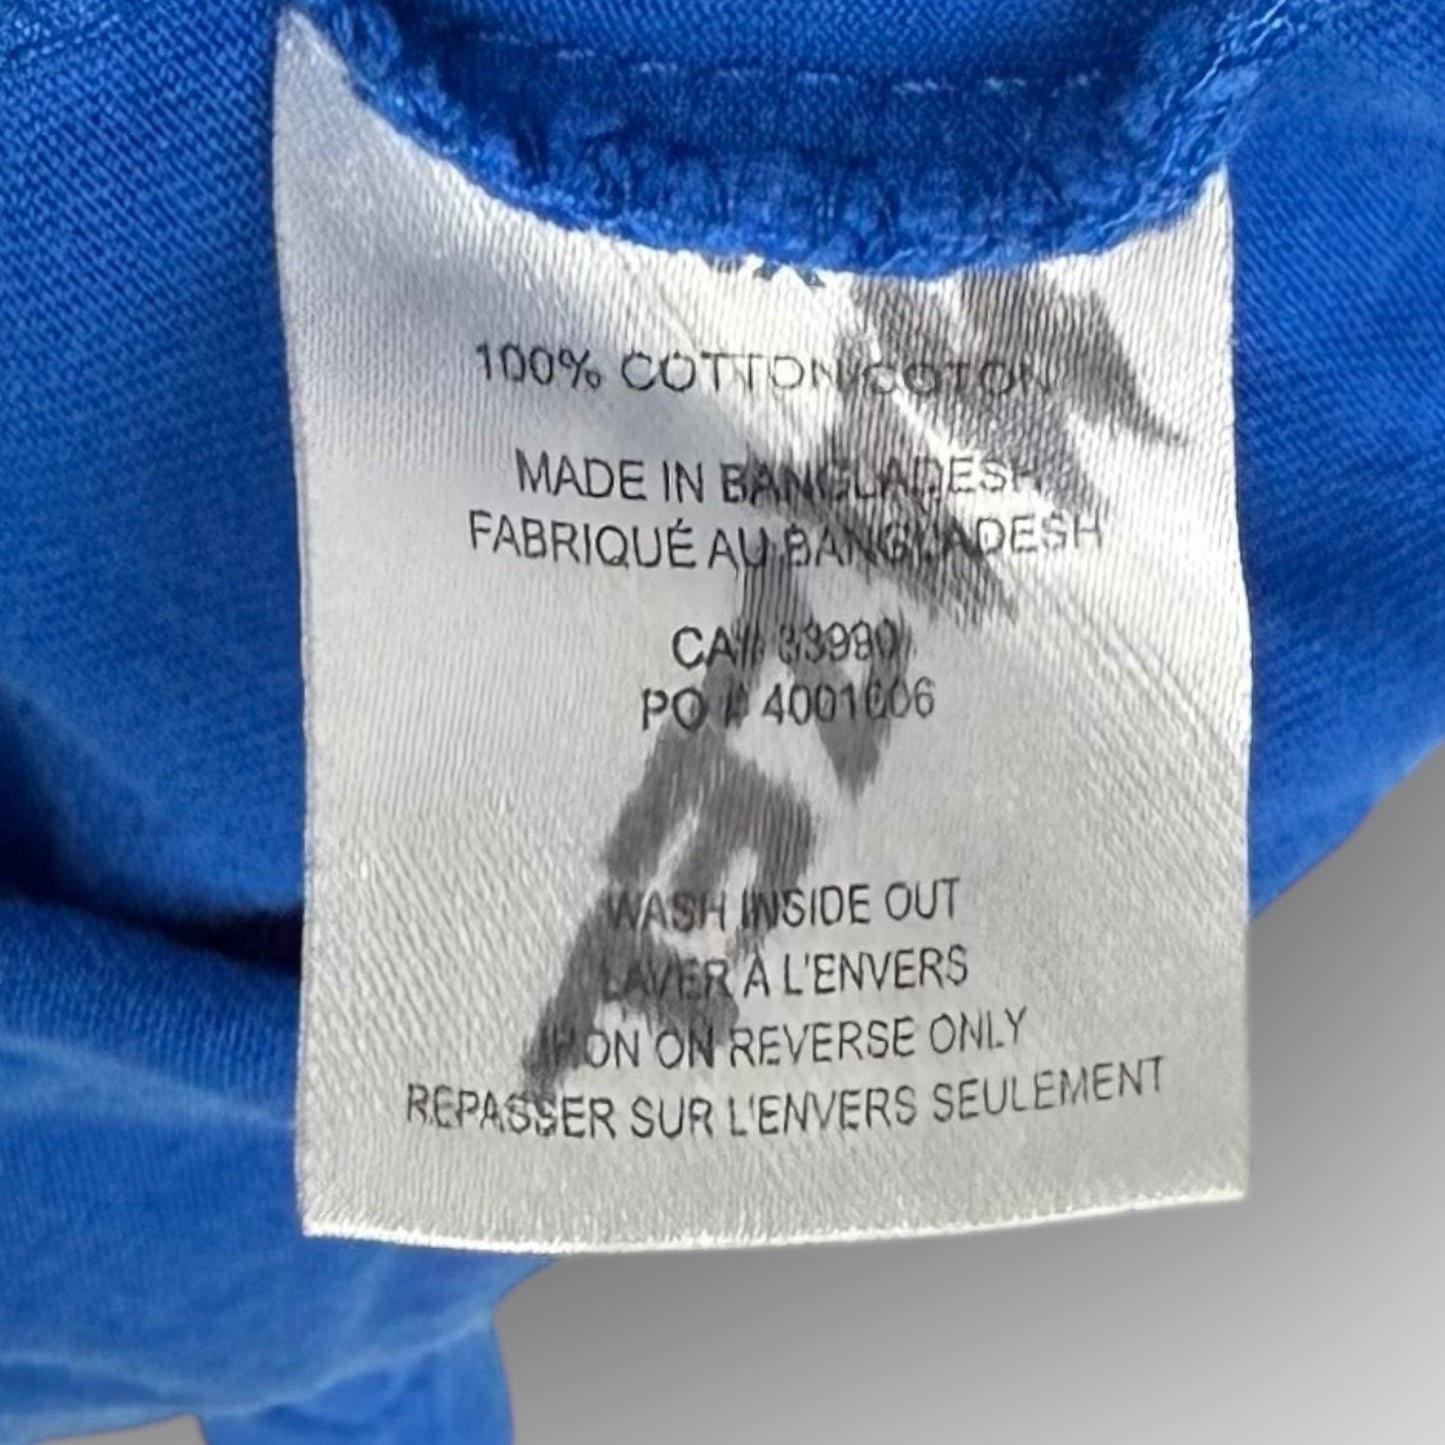 100% COTTON/COTON
MADE IN BANGLADESH
FABRIQUÉ AU BANGLADESH
CA# 33990
PO # 4001606
WASH INSIDE OUT
LAVER À L'ENVERS
IRON ON REVERSE ONLY
REPASSER SUR L'ENVERS SEULEMENT